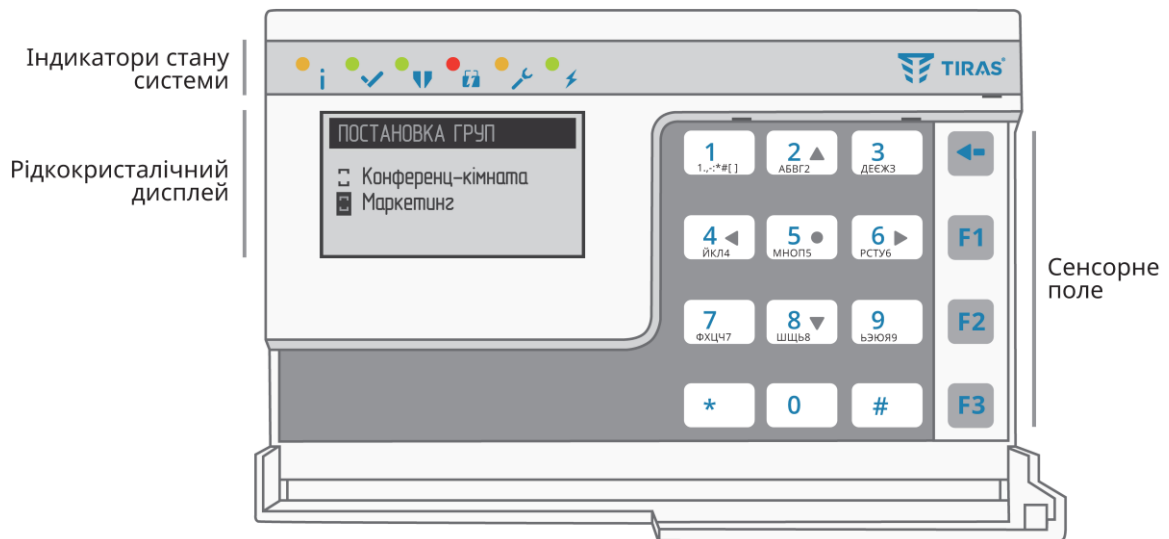 Індикатори стану
системи
TIRAS
Рідкокристалічний
дисплей
ПОСТАНОВКА ГРУП
Конференц-кімната
Маркетинг
1
1.,-:*#[ ]
2
АБВГ2
3
ДЕЄЖЗ
4
ЙКЛ4
5
МНОП5
6
РСТУ6
F1
7
ФХЦЧ7
8
ШЩЬ8
9
ЬЭЮЯ9
F2
*
0
#
F3
Сенсорне
поле